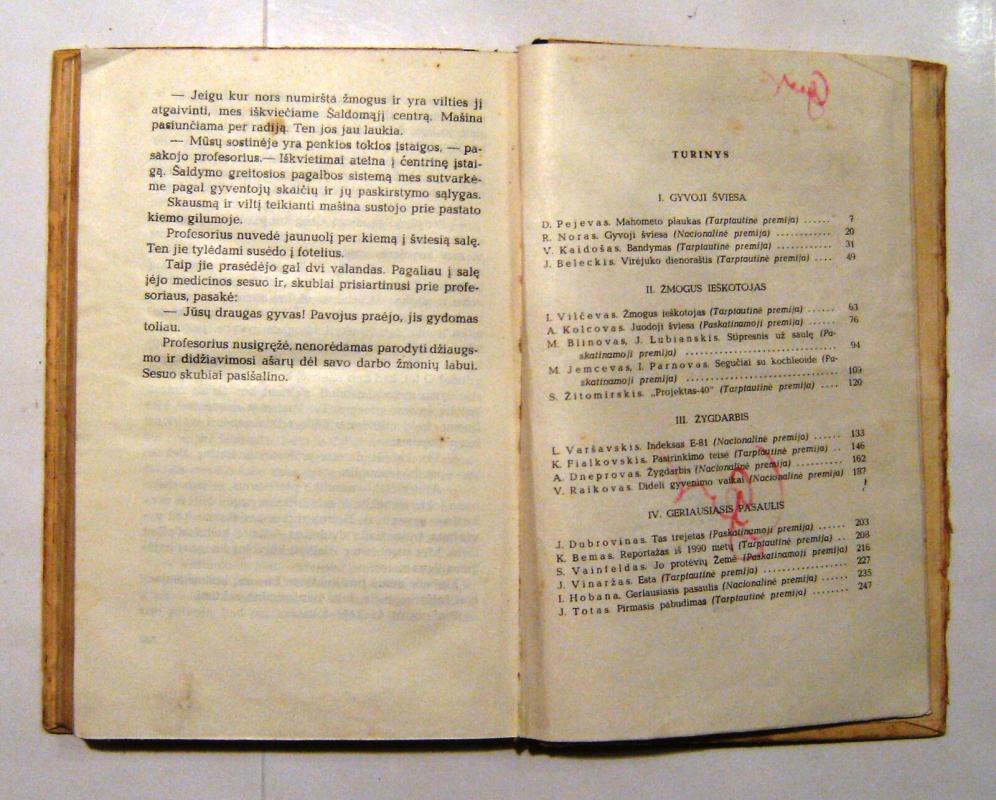 — Jeigu kur nors numiršta žmogus ir yra vilties jį
atgaivinti, mes iškviečiame Šaldomąjį centrą. Mašina
pasiunčiama per radiją. Ten jos jau laukia.
— Mūsų sostinėje yra penkios tokios įstaigos, — pa-
sakojo profesorius.— Iškvietimai ateina į centrinę įstai-
gą. Šaldymo greitosios pagalbos sistemą mes sutvarkė-
me pagal gyventojų skaičių ir jų paskirstymo sąlygas.
Skausmą ir viltį teikianti mašina sustojo prie pastato
kiemo gilumoje.
Profesorius nuvedė jaunuolį per kiemą į šviesią salę.
Ten jie tylėdami susėdo į fotelius.
Taip jie prasėdėjo gal dvi valandas. Pagaliau į salę
įėjo medicinos sesuo ir, skubiai prisiartinusi prie profe-
soriaus, pasakė:
— Jūsų draugas gyvas! Pavojus praėjo, jis gydomas
toliau.
Profesorius nusigręžė, nenorėdamas parodyti džiaugs-
mo ir didžiavimosi ašarų dėl savo darbo žmonių labui.
Sesuo skubiai pasišalino.
TURINYS
I. GYVOJI ŠVIESA
D. Pejevas. Mahometo plaukas (Tarptautinė premija) ...... 7
R. Noras. Gyvoji šviesa (Nacionalinė premija) ............ 20
V. Kaidošas. Bandymas (Tarptautinė premija) ............ 31
J. Beleckis. Virėjuko dienoraštis (Tarptautinė premija) .... 49
II. ŽMOGUS IEŠKOTOJAS
I. Vilčevas. Žmogus ieškotojas (Tarptautinė premija) ...... 63
A. Kolcovas. Juodoji šviesa (Paskatinamoji premija) ...... 76
M. Blinovas, J. Lubianskis. Stipresnis už saulę (Pa-
skatinamoji premija) .............................. 94
M. Jemcevas, I. Parnovas. Segučiai su kochleoide (Pa-
skatinamoji premija) .............................. 109
S. Žitomirskis. „Projektas-40" (Tarptautinė premija) .... 120
III. ŽYGDARBIS
L. Varšavskis. Indeksas E-81 (Nacionalinė premija) ...... 133
K. Fialkovskis. Pasirinkimo teisė (Tarptautinė premija) .. 146
A. Dneprovas. Žygdarbis (Nacionalinė premija) .......... 162
V. Raikovas. Dideli gyvenimo vaikai (Nacionalinė premija) 187
IV. GERIAUSIASIS PASAULIS
J. Dubrovinas. Tas trejetas (Paskatinamoji premija) ...... 203
K. Bemas. Reportažas iš 1990 metų (Tarptautinė premija) .. 208
S. Vainfeldas. Jo protėvių Žemė (Paskatinamoji premija) 216
J. Vinaržas. Esta (Tarptautinė premija) .................. 227
I. Hobana. Geriausiasis pasaulis (Nacionalinė premija) .... 235
J. Totas. Pirmasis pabudimas (Tarptautinė premija) ........ 247